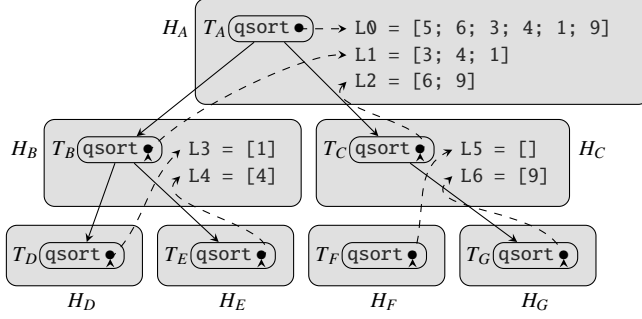 H_A T_A qsort L0 = [5; 6; 3; 4; 1; 9]
L1 = [3; 4; 1]
L2 = [6; 9]
H_B T_B qsort L3 = [1]
L4 = [4]
T_C qsort L5 = [] H_C
L6 = [9]
T_D qsort T_E qsort T_F qsort T_G qsort
H_D H_E H_F H_G